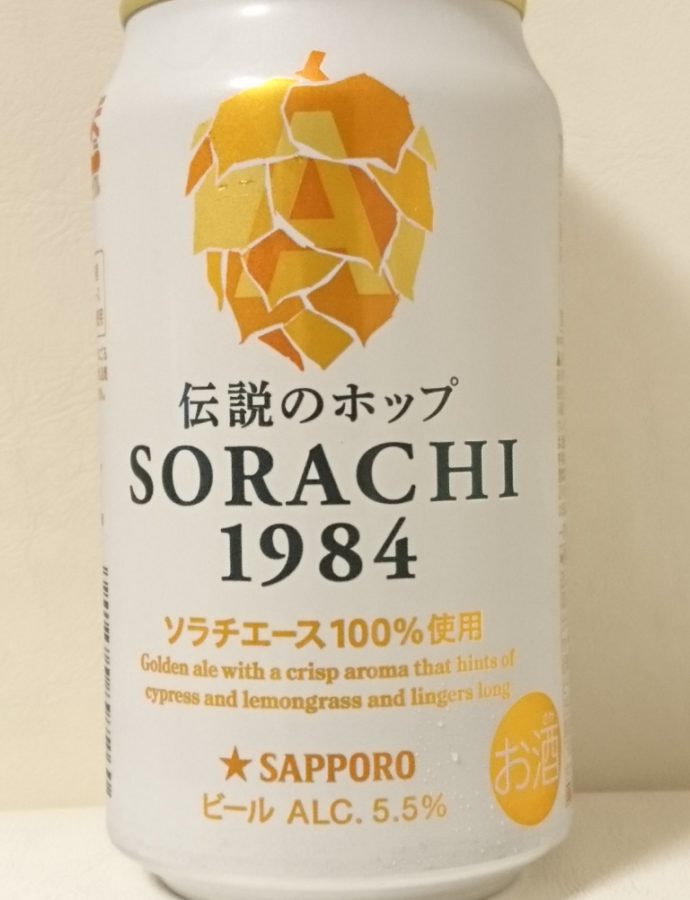 A
伝説のホップ
SORACHI
1984
ソラチエース100%使用
Golden ale with a crisp aroma that hints of
cypress and lemongrass and lingers long
SAPPORO
ビール ALC. 5.5%
お酒